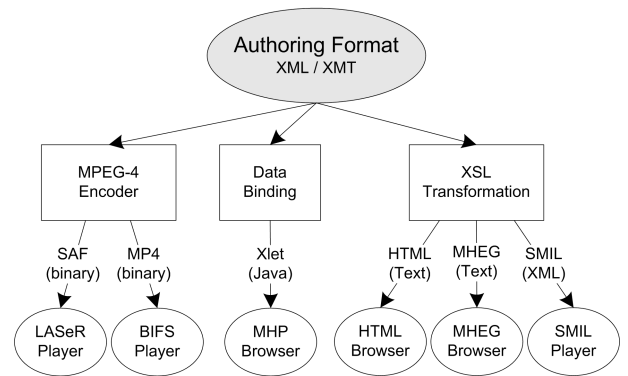 Authoring Format
XML / XMT
MPEG-4
Encoder
Data
Binding
XSL
Transformation
SAF
(binary)
MP4
(binary)
Xlet
(Java)
HTML
(Text)
MHEG
(Text)
SMIL
(XML)
LASeR
Player
BIFS
Player
MHP
Browser
HTML
Browser
MHEG
Browser
SMIL
Player